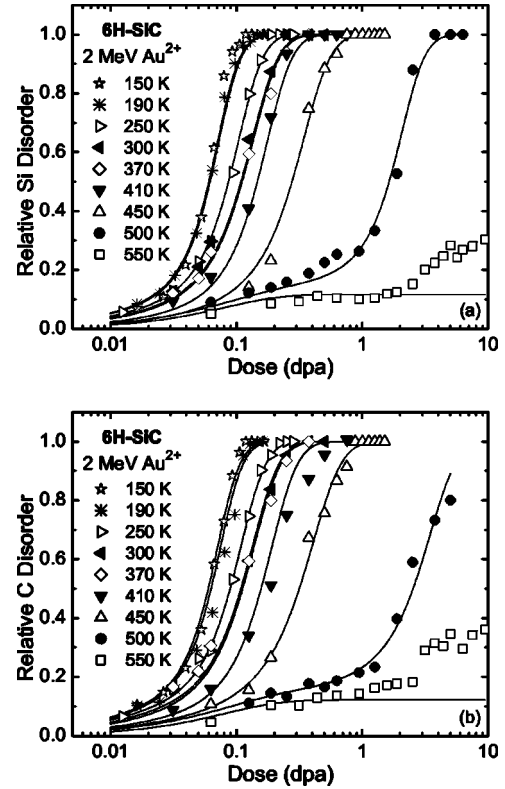 1.0
0.8
0.6
0.4
0.2
0.0
Relative Si Disorder
6H-SIC
2 MeV Au2+
150 K
190 K
250 K
300 K
370 K
410 K
450 K
500 K
550 K
(a)
0.01
0.1
1
10
Dose (dpa)
1.0
0.8
0.6
0.4
0.2
0.0
Relative C Disorder
6H-SIC
2 MeV Au2+
150 K
190 K
250 K
300 K
370 K
410 K
450 K
500 K
550 K
(b)
0.01
0.1
1
10
Dose (dpa)